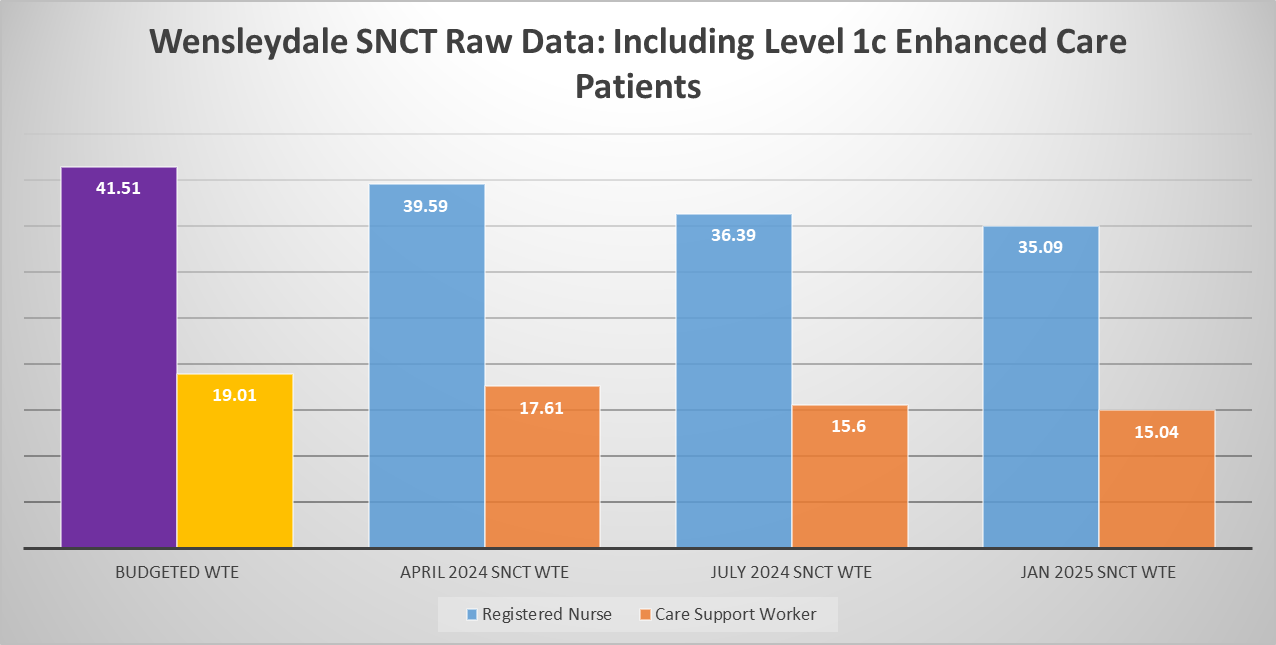 Wensleydale SNCT Raw Data: Including Level 1c Enhanced Care
Patients
41.51
19.01
39.59
17.61
36.39
15.6
35.09
15.04
BUDGETED WTE
APRIL 2024 SNCT WTE
JULY 2024 SNCT WTE
JAN 2025 SNCT WTE
Registered Nurse
Care Support Worker